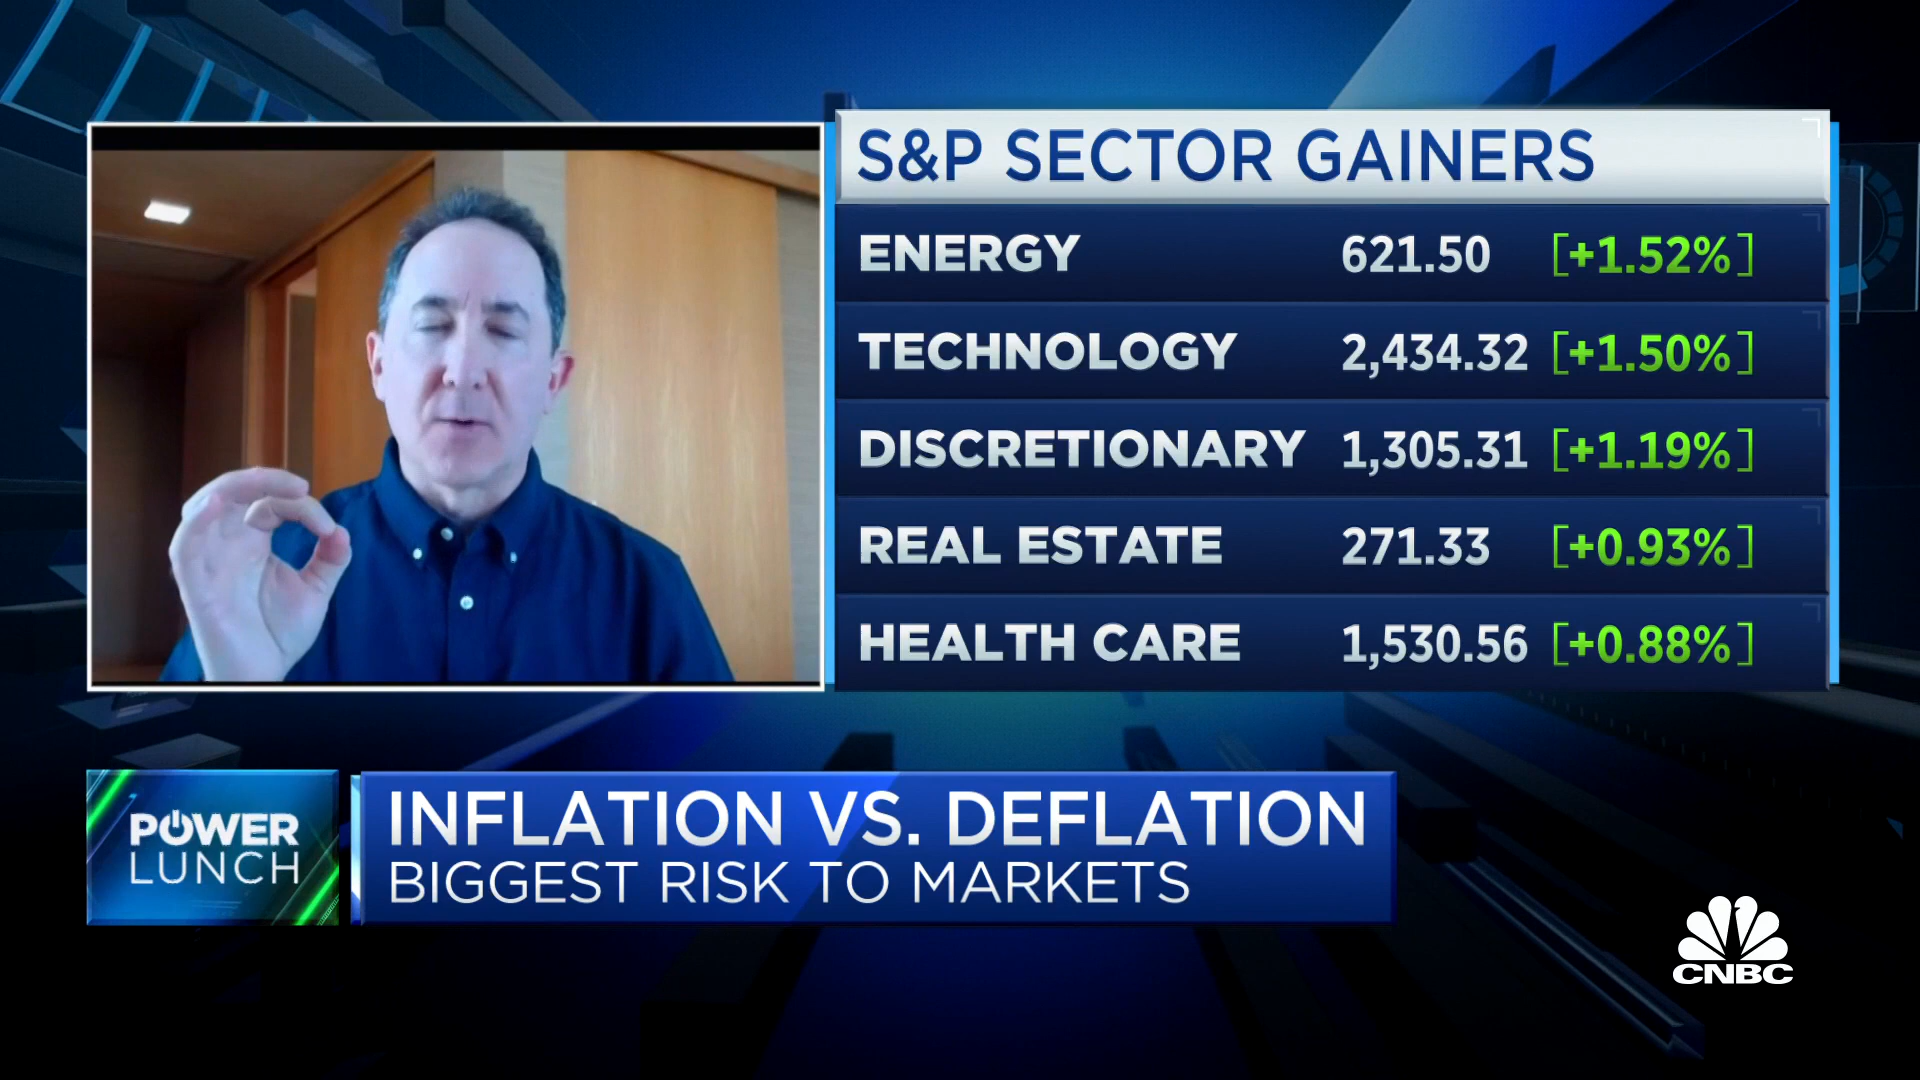 S&P SECTOR GAINERS
ENERGY 621.50 [+1.52%]
TECHNOLOGY 2,434.32 [+1.50%]
DISCRETIONARY 1,305.31 [+1.19%]
REAL ESTATE 271.33 [+0.93%]
HEALTH CARE 1,530.56 [+0.88%]
POWER
LUNCH
INFLATION VS. DEFLATION
BIGGEST RISK TO MARKETS
CNBC